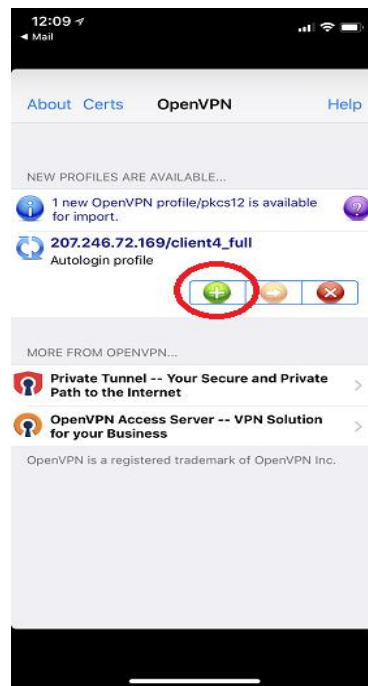 12:09
Mail
About Certs OpenVPN Help
NEW PROFILES ARE AVAILABLE...
1 new OpenVPN profile/pkcs12 is available
for import.
207.246.72.169/client4_full
Autologin profile
MORE FROM OPENVPN...
Private Tunnel -- Your Secure and Private
Path to the Internet
OpenVPN Access Server -- VPN Solution
for your Business
OpenVPN is a registered trademark of OpenVPN Inc.